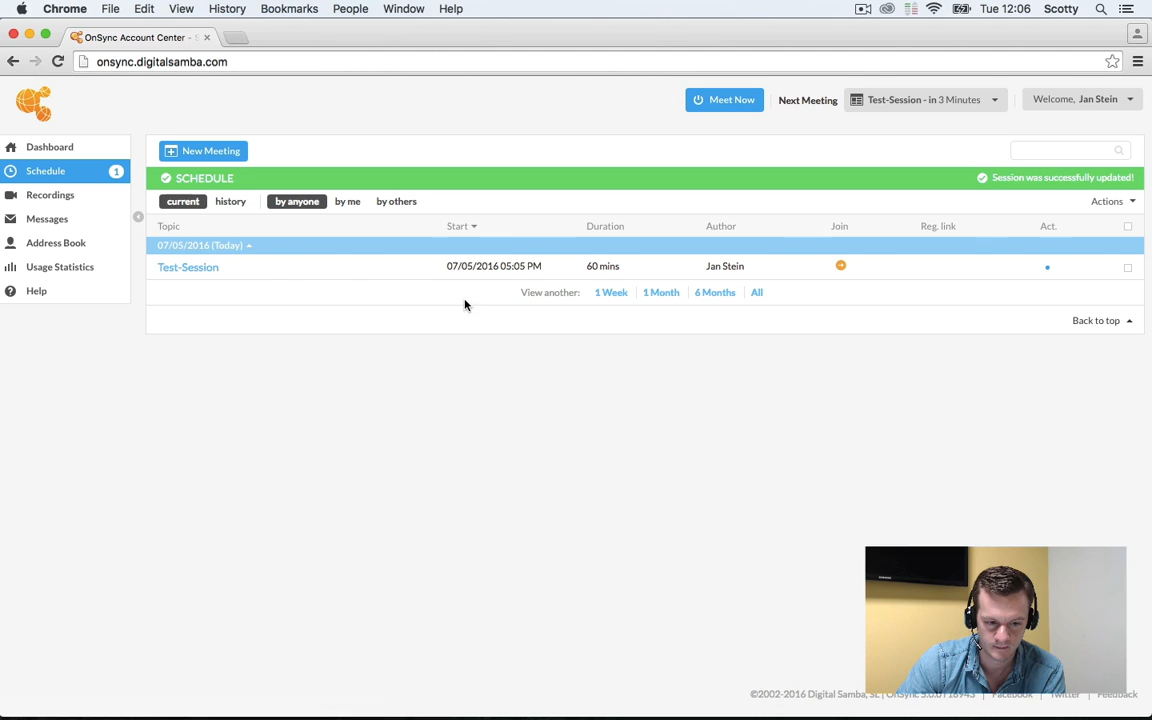 Chrome File Edit View History Bookmarks People Window Help Tue 12:06 Scotty
OnSync Account Center - S
onsync.digitalsamba.com
Meet Now Next Meeting Test-Session - in 3 Minutes Welcome, Jan Stein
Dashboard
Schedule 1
Recordings
Messages
Address Book
Usage Statistics
Help
New Meeting
SCHEDULE Session was successfully updated!
current history by anyone by me by others Actions
Topic Start Duration Author Join Reg. link Act.
07/05/2016 (Today)
Test-Session 07/05/2016 05:05 PM 60 mins Jan Stein
View another: 1 Week 1 Month 6 Months All
Back to top
©2002-2016 Digital Samba, SL | OnSync Facebook Twitter Feedback